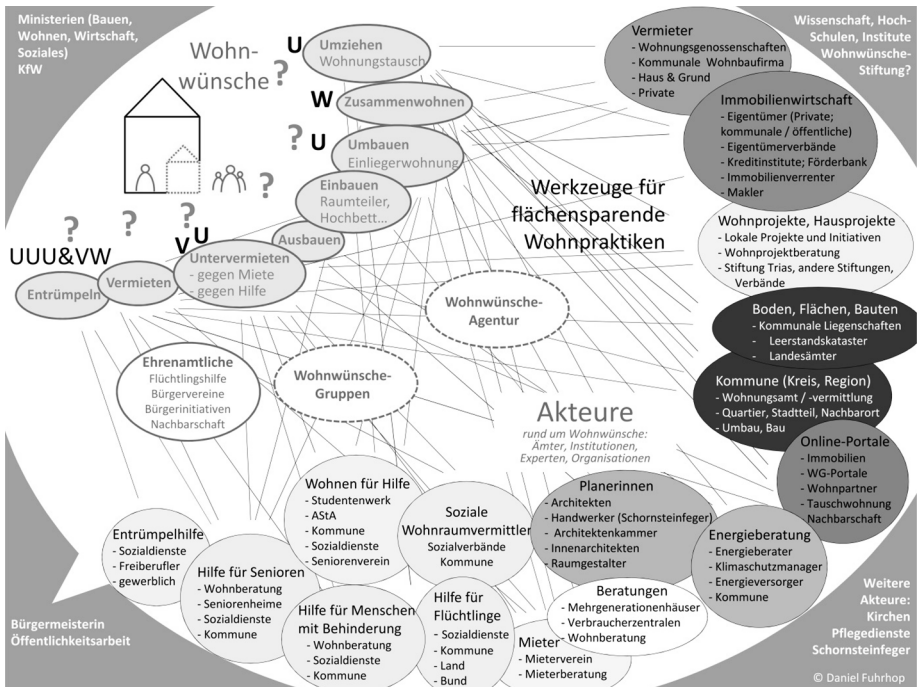 Ministerien (Bauen,
Wohnen, Wirtschaft,
Soziales)
KfW
Wissenschaft, Hoch-
Schulen, Institute
Wohnwünsche-
Stiftung?
Wohn-
wünsche
?
?
?
?
?
?
UUU&VW
Entrümpeln
Vermieten
V
U
Untervermieten
- gegen Miete
- gegen Hilfe
Ausbauen
Einbauen
Raumteiler,
Hochbett...
U
Umbauen
Einliegerwohnung
W
Zusammenwohnen
U
Umziehen
Wohnungstausch
Werkzeuge für
flächensparende
Wohnpraktiken
Vermieter
- Wohnungsgenossenschaften
- Kommunale Wohnbaufirma
- Haus & Grund
- Private
Immobilienwirtschaft
- Eigentümer (Private;
kommunale / öffentliche)
- Eigentümerverbände
- Kreditinstitute; Förderbank
- Immobilienverrenter
- Makler
Wohnprojekte, Hausprojekte
- Lokale Projekte und Initiativen
- Wohnprojektberatung
- Stiftung Trias, andere Stiftungen,
Verbände
Boden, Flächen, Bauten
- Kommunale Liegenschaften
- Leerstandskataster
- Landesämter
Kommune (Kreis, Region)
- Wohnungsamt / -vermittlung
- Quartier, Stadtteil, Nachbarort
- Umbau, Bau
Online-Portale
- Immobilien
- WG-Portale
- Wohnpartner
- Tauschwohnung
Nachbarschaft
Wohnwünsche-
Agentur
Wohnwünsche-
Gruppen
Ehrenamtliche
Flüchtlingshilfe
Bürgervereine
Bürgerinitiativen
Nachbarschaft
Akteure
rund um Wohnwünsche:
Ämter, Institutionen,
Experten, Organisationen
Entrümpelhilfe
- Sozialdienste
- Freiberufler
- gewerblich
Hilfe für Senioren
- Wohnberatung
- Seniorenheime
- Sozialdienste
- Kommune
Wohnen für Hilfe
- Studentenwerk
- AStA
- Kommune
- Sozialdienste
- Seniorenverein
Hilfe für Menschen
mit Behinderung
- Wohnberatung
- Sozialdienste
- Kommune
Soziale
Wohnraumvermittler
Sozialverbände
Kommune
Hilfe für
Flüchtlinge
- Sozialdienste
- Kommune
- Land
- Bund
Planerinnen
- Architekten
- Handwerker (Schornsteinfeger)
- Architektenkammer
- Innenarchitekten
- Raumgestalter
Beratungen
- Mehrgenerationenhäuser
- Verbraucherzentralen
- Wohnberatung
Mieter
- Mieterverein
- Mieterberatung
Energieberatung
- Energieberater
- Klimaschutzmanager
- Energieversorger
- Kommune
Bürgermeisterin
Öffentlichkeitsarbeit
Weitere
Akteure:
Kirchen
Pflegedienste
Schornsteinfeger
© Daniel Fuhrhop